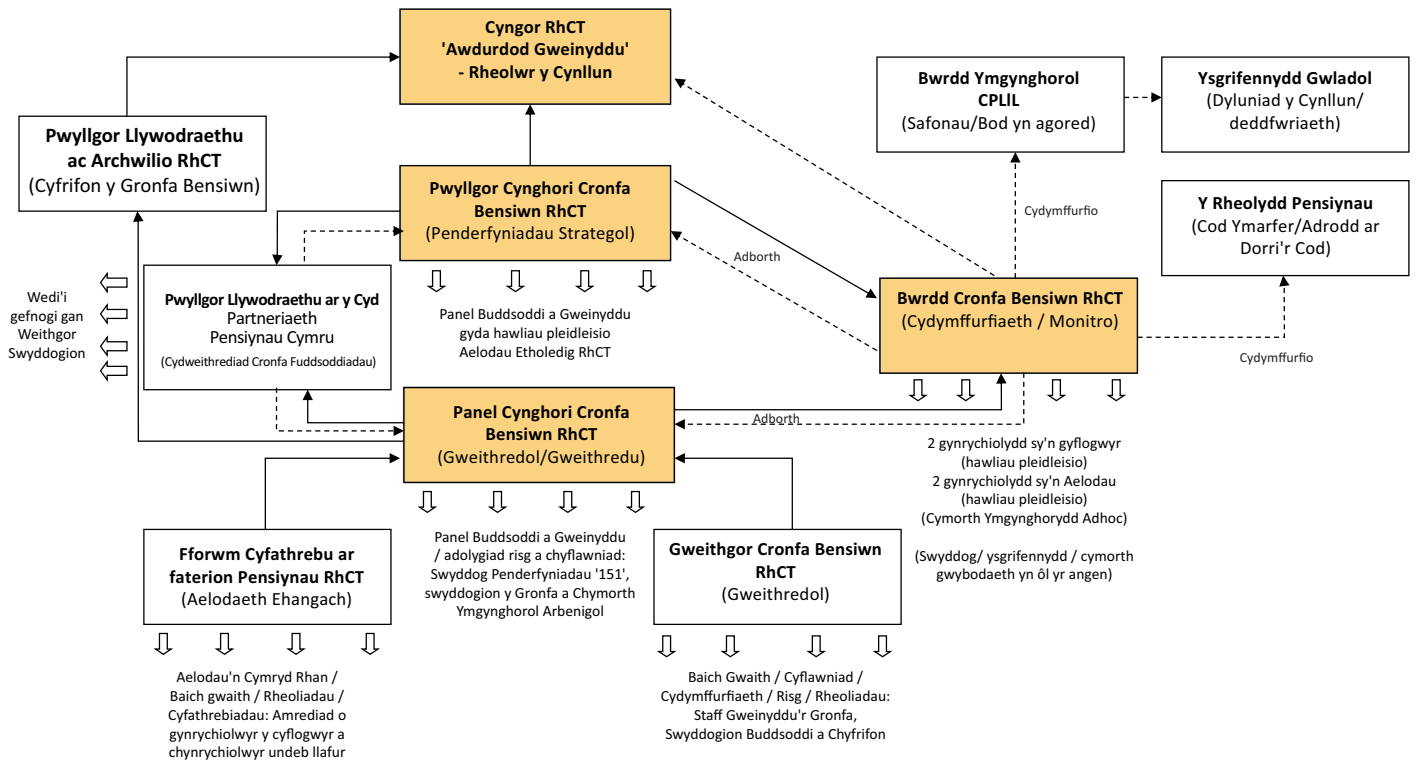 Cyngor RhCT
'Awdurdod Gweinyddu'
- Rheolwr y Cynllun
Bwrdd Ymgynghorol
CPLlL
(Safonau/Bod yn agored)
Ysgrifennydd Gwladol
(Dyluniad y Cynllun/
deddfwriaeth)
Pwyllgor Llywodraethu
ac Archwilio RhCT
(Cyfrifon y Gronfa Bensiwn)
Pwyllgor Cynghori Cronfa
Bensiwn RhCT
(Penderfyniadau Strategol)
Cydymffurfio
Y Rheolydd Pensiynau
(Cod Ymarfer/Adrodd ar
Dorri'r Cod)
Adborth
Wedi'i
gefnogi gan
Weithgor
Swyddogion
Pwyllgor Llywodraethu ar y Cyd
Partneriaeth
Pensiynau Cymru
(Cydweithrediad Cronfa Fuddsoddiadau)
Panel Buddsoddi a Gweinyddu
gyda hawliau pleidleisio
Aelodau Etholedig RhCT
Bwrdd Cronfa Bensiwn RhCT
(Cydymffurfiaeth / Monitro)
Cydymffurfio
Panel Cynghori Cronfa
Bensiwn RhCT
(Gweithredol/Gweithredu)
Adborth
2 gynrychiolydd sy'n gyflogwyr
(hawliau pleidleisio)
2 gynrychiolydd sy'n Aelodau
(hawliau pleidleisio)
(Cymorth Ymgynghorydd Adhoc)
(Swyddog/ ysgrifennydd / cymorth
gwybodaeth yn ôl yr angen)
Fforwm Cyfathrebu ar
faterion Pensiynau RhCT
(Aelodaeth Ehangach)
Panel Buddsoddi a Gweinyddu
/ adolygiad risg a chyflawniad:
Swyddog Penderfyniadau '151',
swyddogion y Gronfa a Chymorth
Ymgynghorol Arbenigol
Gweithgor Cronfa Bensiwn
RhCT
(Gweithredol)
Aelodau'n Cymryd Rhan /
Baich gwaith / Rheoliadau /
Cyfathrebiadau: Amrediad o
gynrychiolwyr y cyflogwyr a
chynrychiolwyr undeb llafur
Baich Gwaith / Cyflawniad /
Cydymffurfiaeth / Risg / Rheoliadau:
Staff Gweinyddu'r Gronfa,
Swyddogion Buddsoddi a Chyfrifon